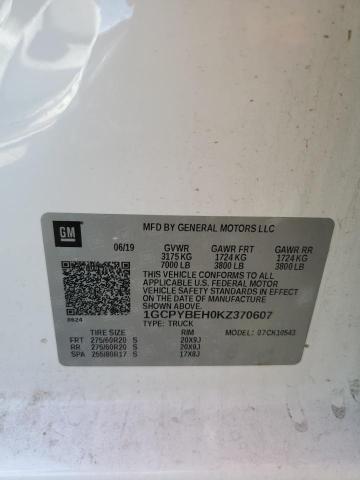 GM
MFD BY GENERAL MOTORS LLC
06/19 GVWR GAWR FRT GAWR RR
3175 KG 1724 KG 1724 KG
7000 LB 3800 LB 3800 LB
THIS VEHICLE CONFORMS TO ALL APPLICABLE
U.S. FEDERAL MOTOR
VEHICLE SAFETY STANDARDS IN EFFECT
ON THE DATE OF MANUFACTURE
SHOWN ABOVE.
1GCPYBEH0KZ370607
TYPE: TRUCK MODEL: 07CK10543
8624
TIRE SIZE RIM
FRT 275/60R20 S 20X9J
RR 275/60R20 S 20X9J
SPA 255/80R17 S 17X8J